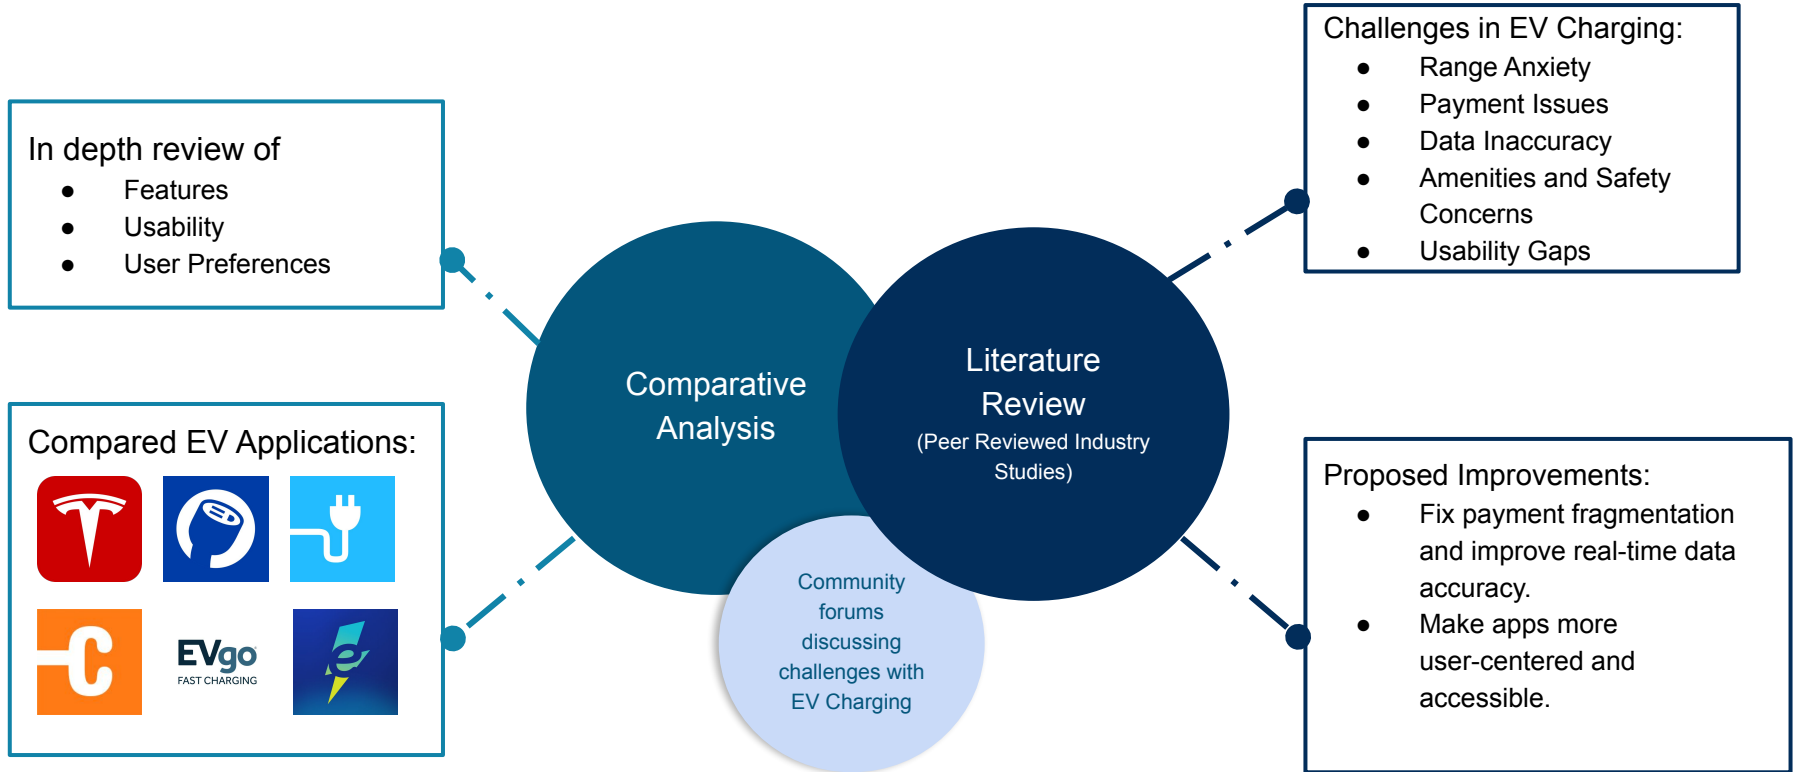 In depth review of
● Features
● Usability
● User Preferences
Compared EV Applications:
C
EVgo
FAST CHARGING
e
Comparative
Analysis
Literature
Review
(Peer Reviewed Industry
Studies)
Community
forums
discussing
challenges with
EV Charging
Challenges in EV Charging:
● Range Anxiety
● Payment Issues
● Data Inaccuracy
● Amenities and Safety
Concerns
● Usability Gaps
Proposed Improvements:
● Fix payment fragmentation
and improve real-time data
accuracy.
● Make apps more
user-centered and
accessible.